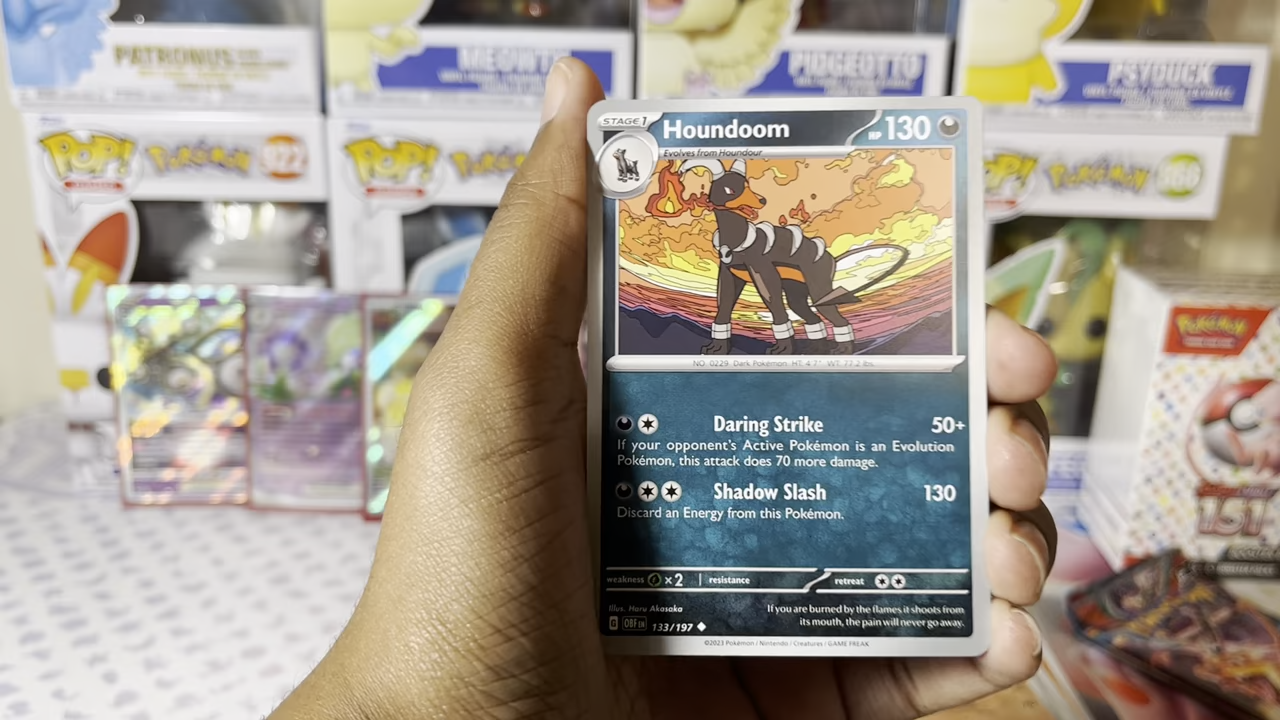 PATRONUS
MEOWTH
PIDGEOTTO
PSYDUCK
POP!
Pokémon
922
POP!
Pokémon
POP!
Pokémon
STAGE 1
Houndoom
HP 130
Evolves from Houndour
NO. 0229 Dark Pokémon HT: 4'7" WT: 77.2 lbs.
Daring Strike 50+
If your opponent's Active Pokémon is an Evolution
Pokémon, this attack does 70 more damage.
Shadow Slash 130
Discard an Energy from this Pokémon.
weakness ×2 resistance retreat
Illus. Haru Akasaka
G OBF EN 133/197
If you are burned by the flames it shoots from
its mouth, the pain will never go away.
©2023 Pokémon / Nintendo / Creatures / GAME FREAK
Pokémon
151